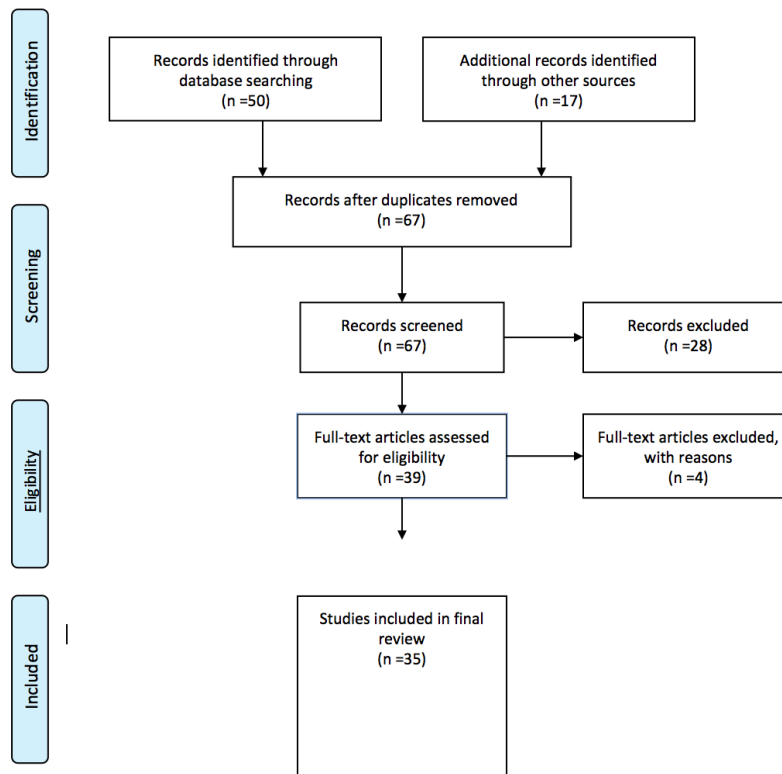 Identification
Records identified through
database searching
(n =50)
Additional records identified
through other sources
(n =17)
Records after duplicates removed
(n =67)
Screening
Records screened
(n =67)
Records excluded
(n =28)
Eligibility
Full-text articles assessed
for eligibility
(n =39)
Full-text articles excluded,
with reasons
(n =4)
Included
Studies included in final
review
(n =35)